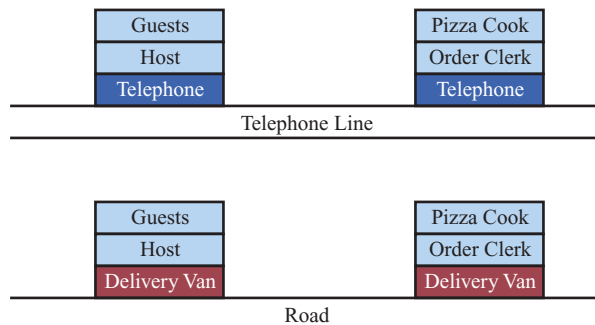 Guests
Pizza Cook
Host
Order Clerk
Telephone
Telephone
Telephone Line
Guests
Pizza Cook
Host
Order Clerk
Delivery Van
Delivery Van
Road